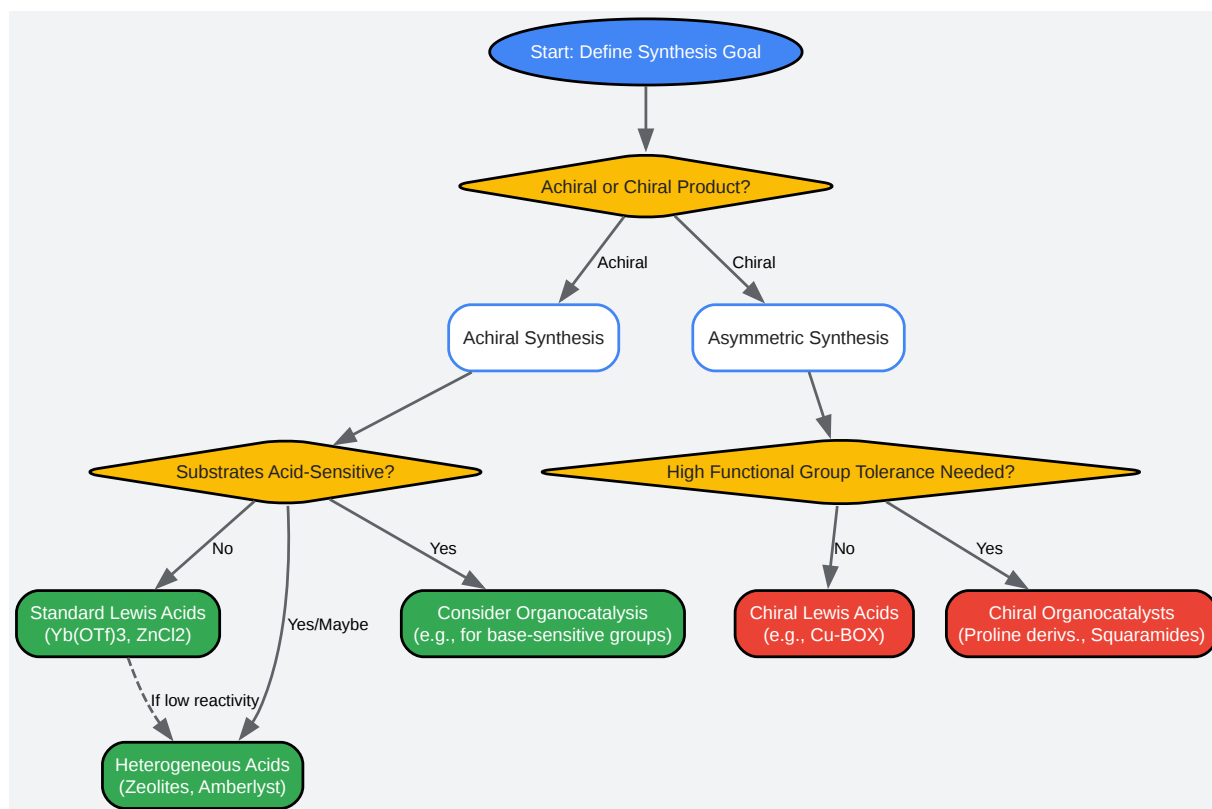 Start: Define Synthesis Goal
Achiral or Chiral Product?
Achiral
Chiral
Achiral Synthesis
Asymmetric Synthesis
Substrates Acid-Sensitive?
High Functional Group Tolerance Needed?
No
Yes
No
Yes
Standard Lewis Acids
(Yb(OTf)3, ZnCl2)
Yes/Maybe
Consider Organocatalysis
(e.g., for base-sensitive groups)
Chiral Lewis Acids
(e.g., Cu-BOX)
Chiral Organocatalysts
(Proline derivs., Squaramides)
If low reactivity
Heterogeneous Acids
(Zeolites, Amberlyst)